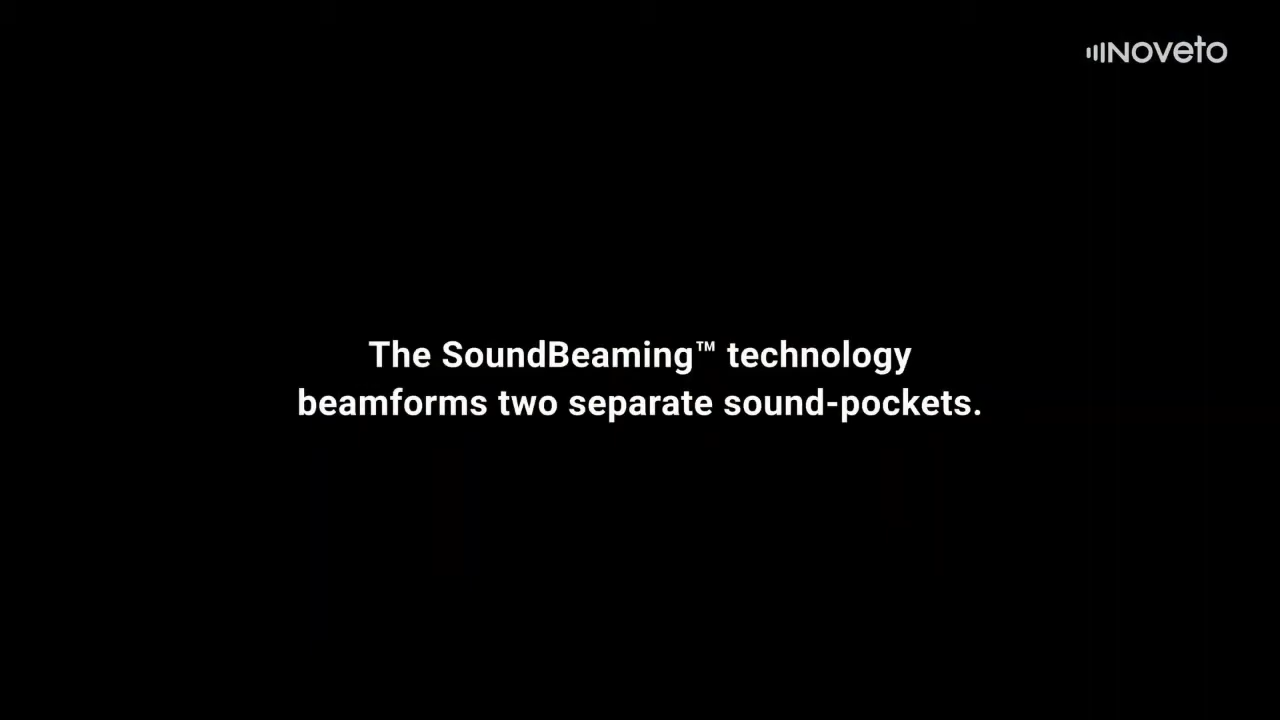 Noveto
The SoundBeaming™ technology
beamforms two separate sound-pockets.